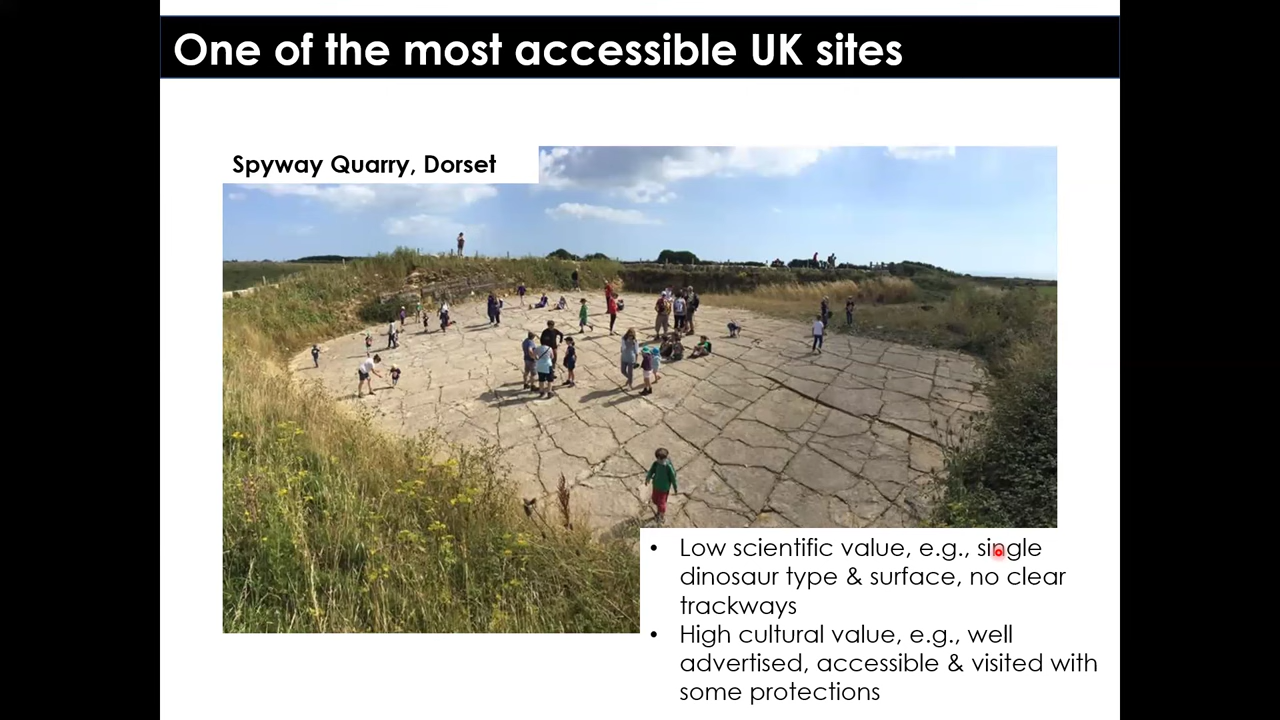 One of the most accessible UK sites
Spyway Quarry, Dorset
• Low scientific value, e.g., single
dinosaur type & surface, no clear
trackways
• High cultural value, e.g., well
advertised, accessible & visited with
some protections